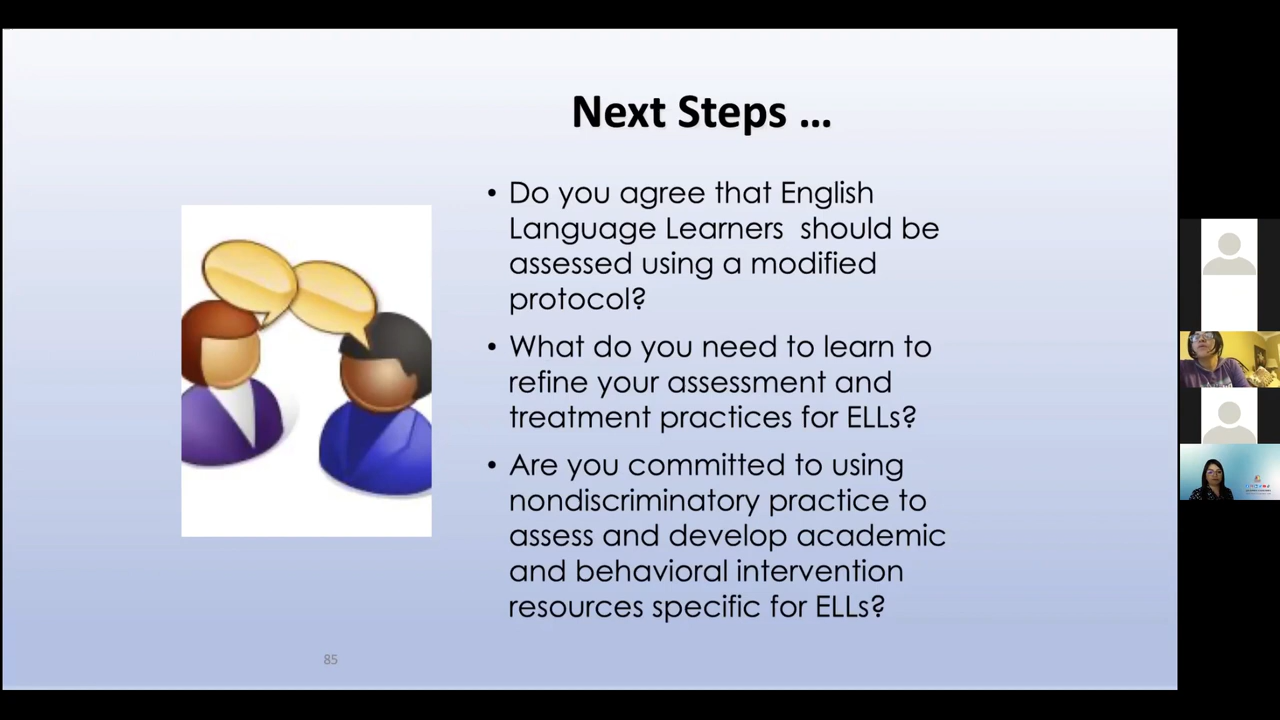 Next Steps ...
• Do you agree that English
Language Learners  should be
assessed using a modified
protocol?
• What do you need to learn to
refine your assessment and
treatment practices for ELLs?
• Are you committed to using
nondiscriminatory practice to
assess and develop academic
and behavioral intervention
resources specific for ELLs?
85